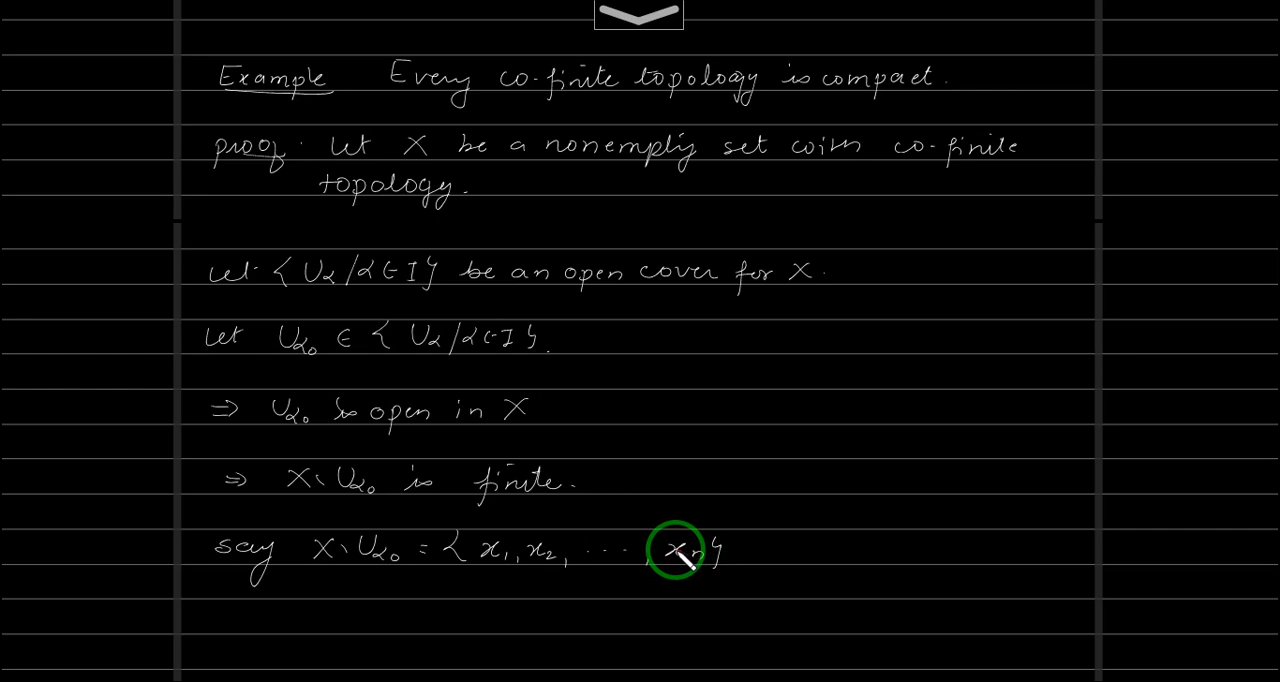 Example Every co-finite topology is compact.
proof. Let X be a nonempty set with co-finite
topology.
Let {Uα/α∈I} be an open cover for X.
Let Uα₀ ∈ {Uα/α∈I}.
⇒ Uα₀ is open in X
⇒ X∖Uα₀ is finite.
say X∖Uα₀ = {x₁, x₂, ..., xₙ}